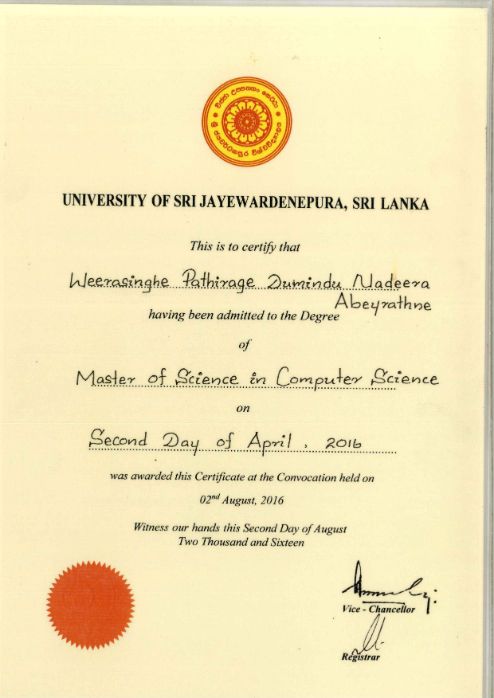 UNIVERSITY OF SRI JAYEWARDENEPURA, SRI LANKA
This is to certify that
Weerasinghe Pathirage Dumindu Nadeera
Abeyrathne
having been admitted to the Degree
of
Master of Science in Computer Science
on
Second Day of April, 2016
was awarded this Certificate at the Convocation held on
02nd August, 2016
Witness our hands this Second Day of August
Two Thousand and Sixteen
Vice - Chancellor
Registrar